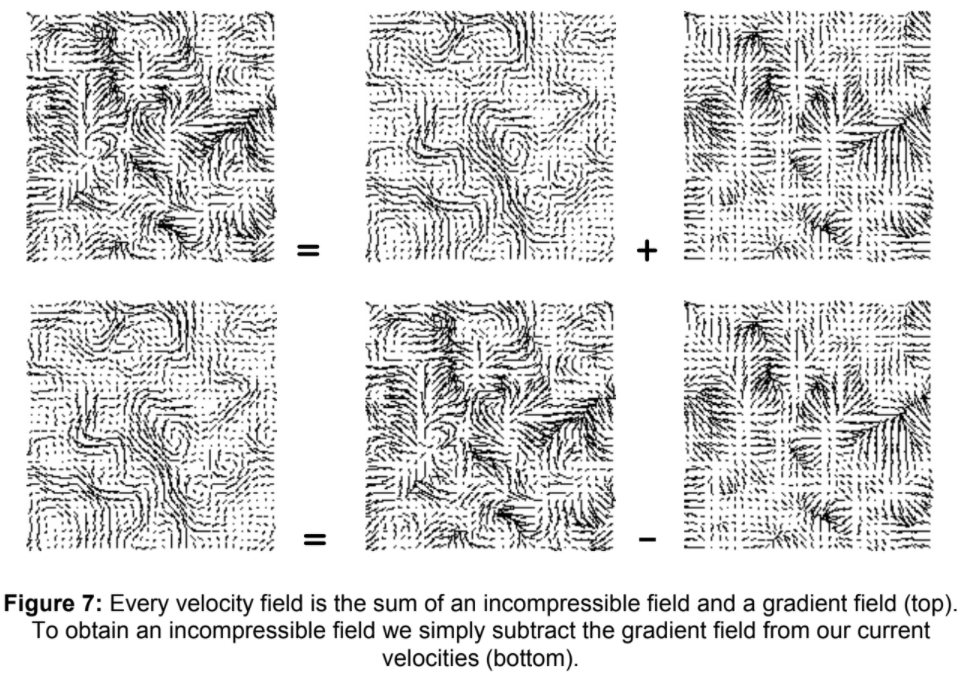 = +
= –
Figure 7: Every velocity field is the sum of an incompressible field and a gradient field (top).
To obtain an incompressible field we simply subtract the gradient field from our current
velocities (bottom).